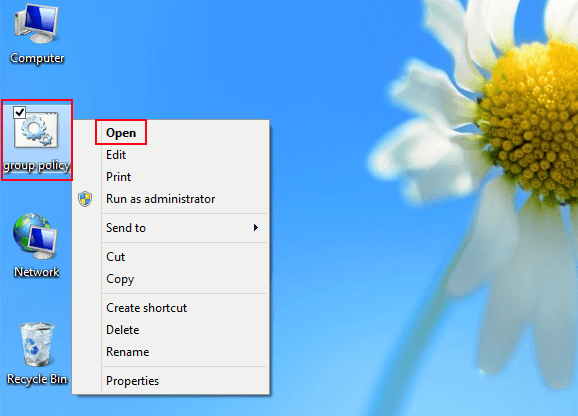 Computer
group policy
Open
Edit
Print
Run as administrator
Send to
Network
Cut
Copy
Create shortcut
Delete
Rename
Recycle Bin
Properties